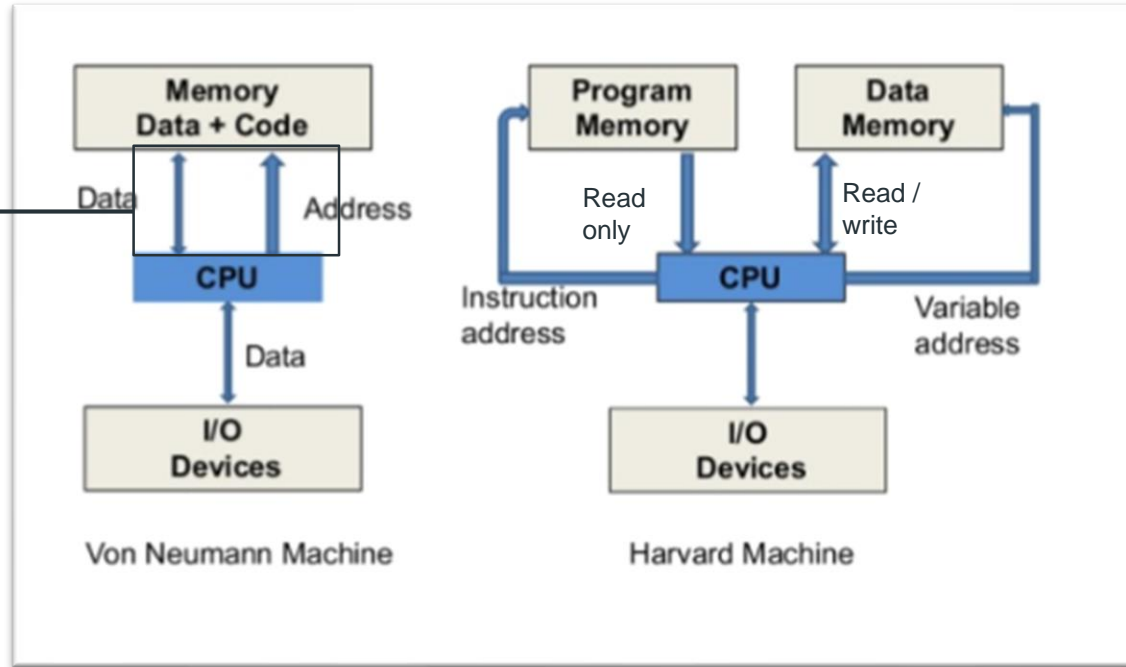 Memory
Data + Code
Data
Address
CPU
Data
I/O
Devices
Von Neumann Machine
Program
Memory
Data
Memory
Read
only
Read /
write
CPU
Instruction
address
Variable
address
I/O
Devices
Harvard Machine